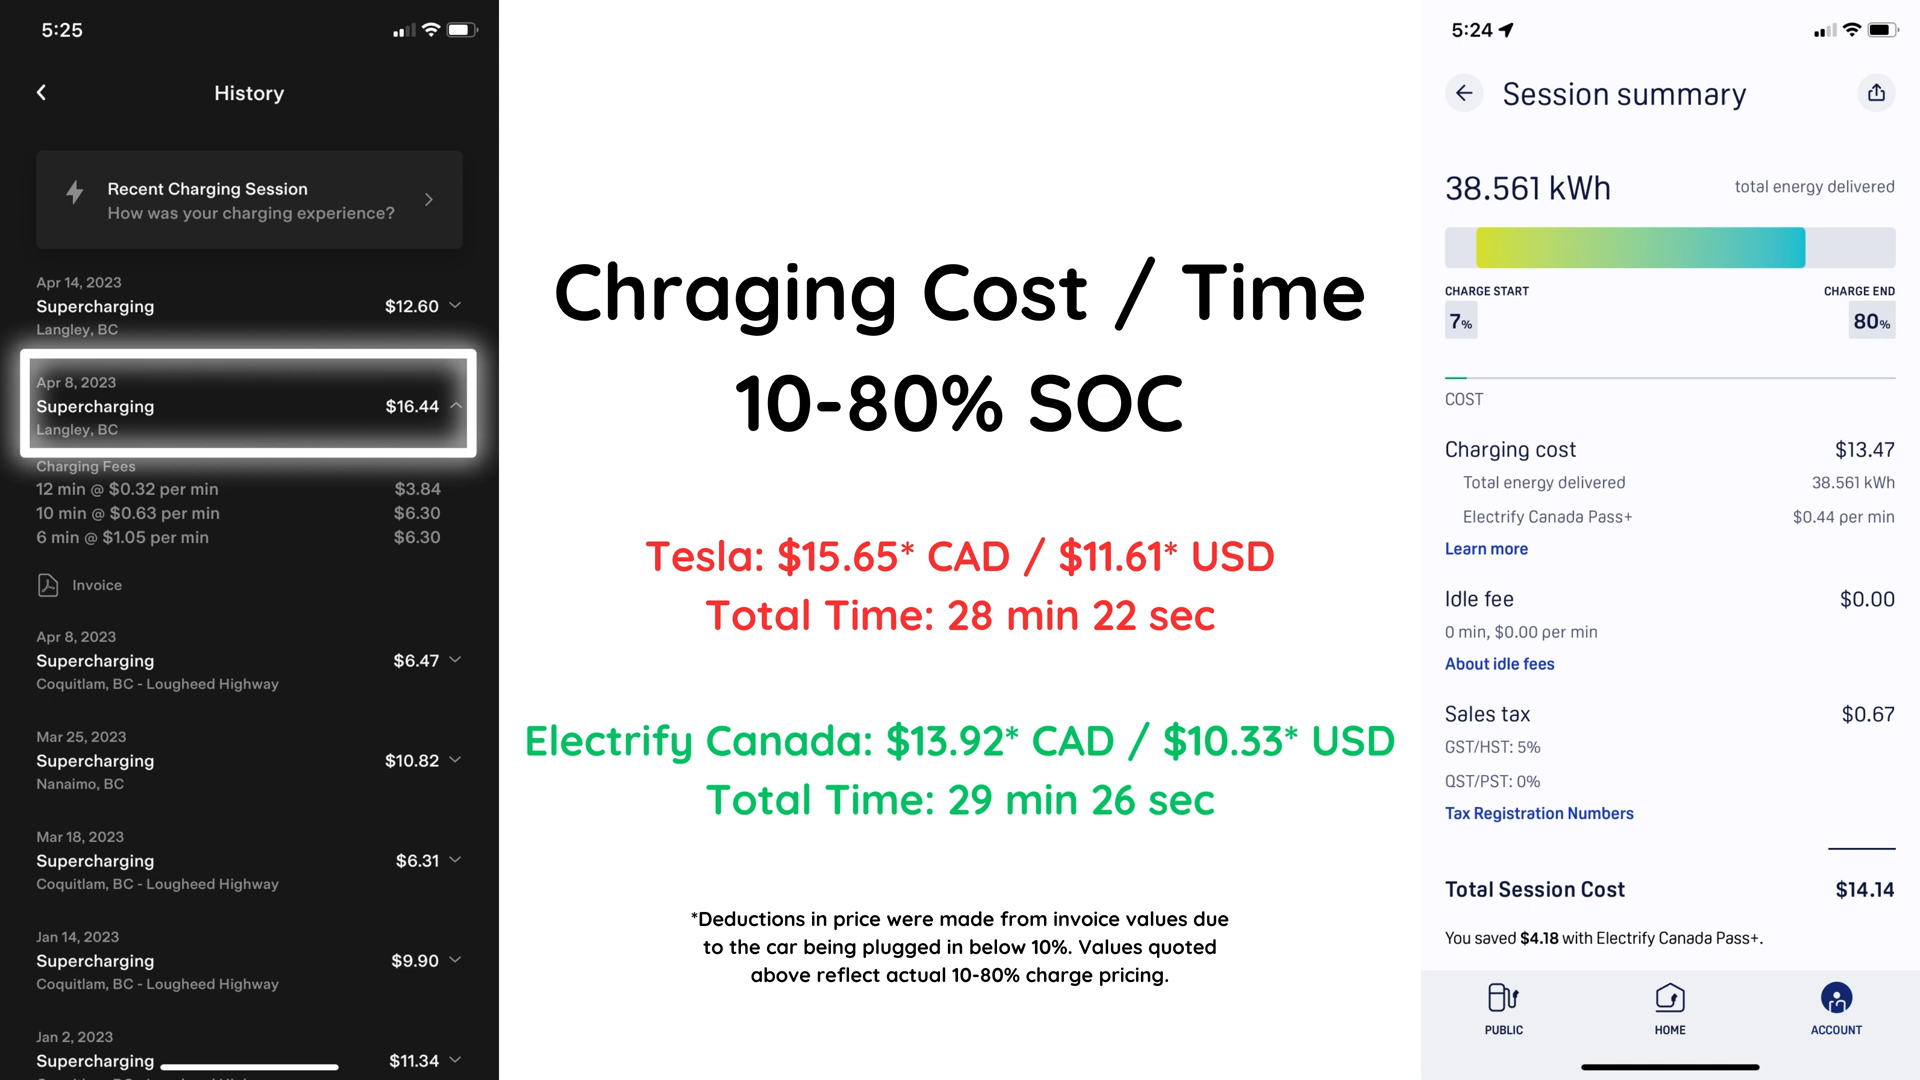 5:25
History
Recent Charging Session
How was your charging experience?
Apr 14, 2023
Supercharging $12.60
Langley, BC
Apr 8, 2023
Supercharging $16.44
Langley, BC
Charging Fees
12 min @ $0.32 per min $3.84
10 min @ $0.63 per min $6.30
6 min @ $1.05 per min $6.30
Invoice
Apr 8, 2023
Supercharging $6.47
Coquitlam, BC - Lougheed Highway
Mar 25, 2023
Supercharging $10.82
Nanaimo, BC
Mar 18, 2023
Supercharging $6.31
Coquitlam, BC - Lougheed Highway
Jan 14, 2023
Supercharging $9.90
Coquitlam, BC - Lougheed Highway
Jan 2, 2023
Supercharging $11.34
Chraging Cost / Time
10-80% SOC
Tesla: $15.65* CAD / $11.61* USD
Total Time: 28 min 22 sec
Electrify Canada: $13.92* CAD / $10.33* USD
Total Time: 29 min 26 sec
*Deductions in price were made from invoice values due
to the car being plugged in below 10%. Values quoted
above reflect actual 10-80% charge pricing.
5:24
Session summary
38.561 kWh total energy delivered
CHARGE START CHARGE END
7% 80%
COST
Charging cost $13.47
Total energy delivered 38.561 kWh
Electrify Canada Pass+ $0.44 per min
Learn more
Idle fee $0.00
0 min, $0.00 per min
About idle fees
Sales tax $0.67
GST/HST: 5%
QST/PST: 0%
Tax Registration Numbers
Total Session Cost $14.14
You saved $4.18 with Electrify Canada Pass+.
PUBLIC HOME ACCOUNT